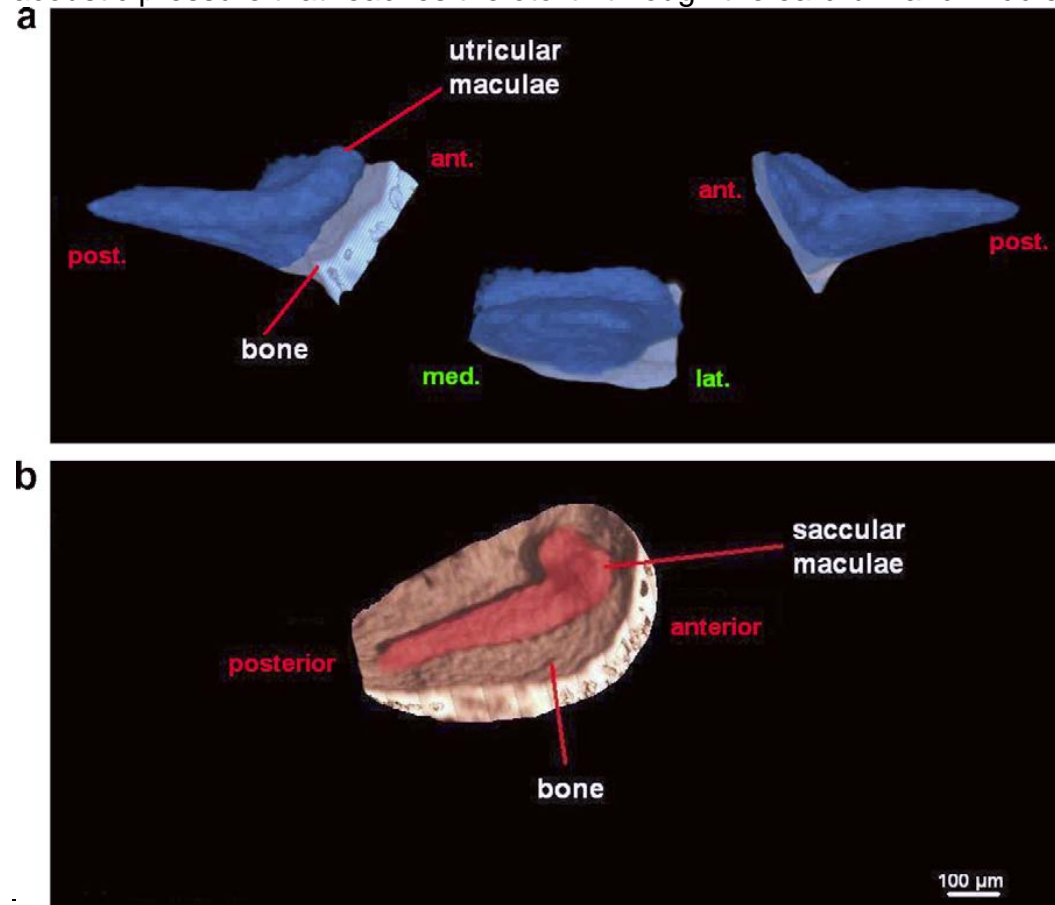 a
utricular
maculae
ant.
ant.
post.
post.
bone
med.
lat.
b
saccular
maculae
anterior
posterior
bone
100 µm